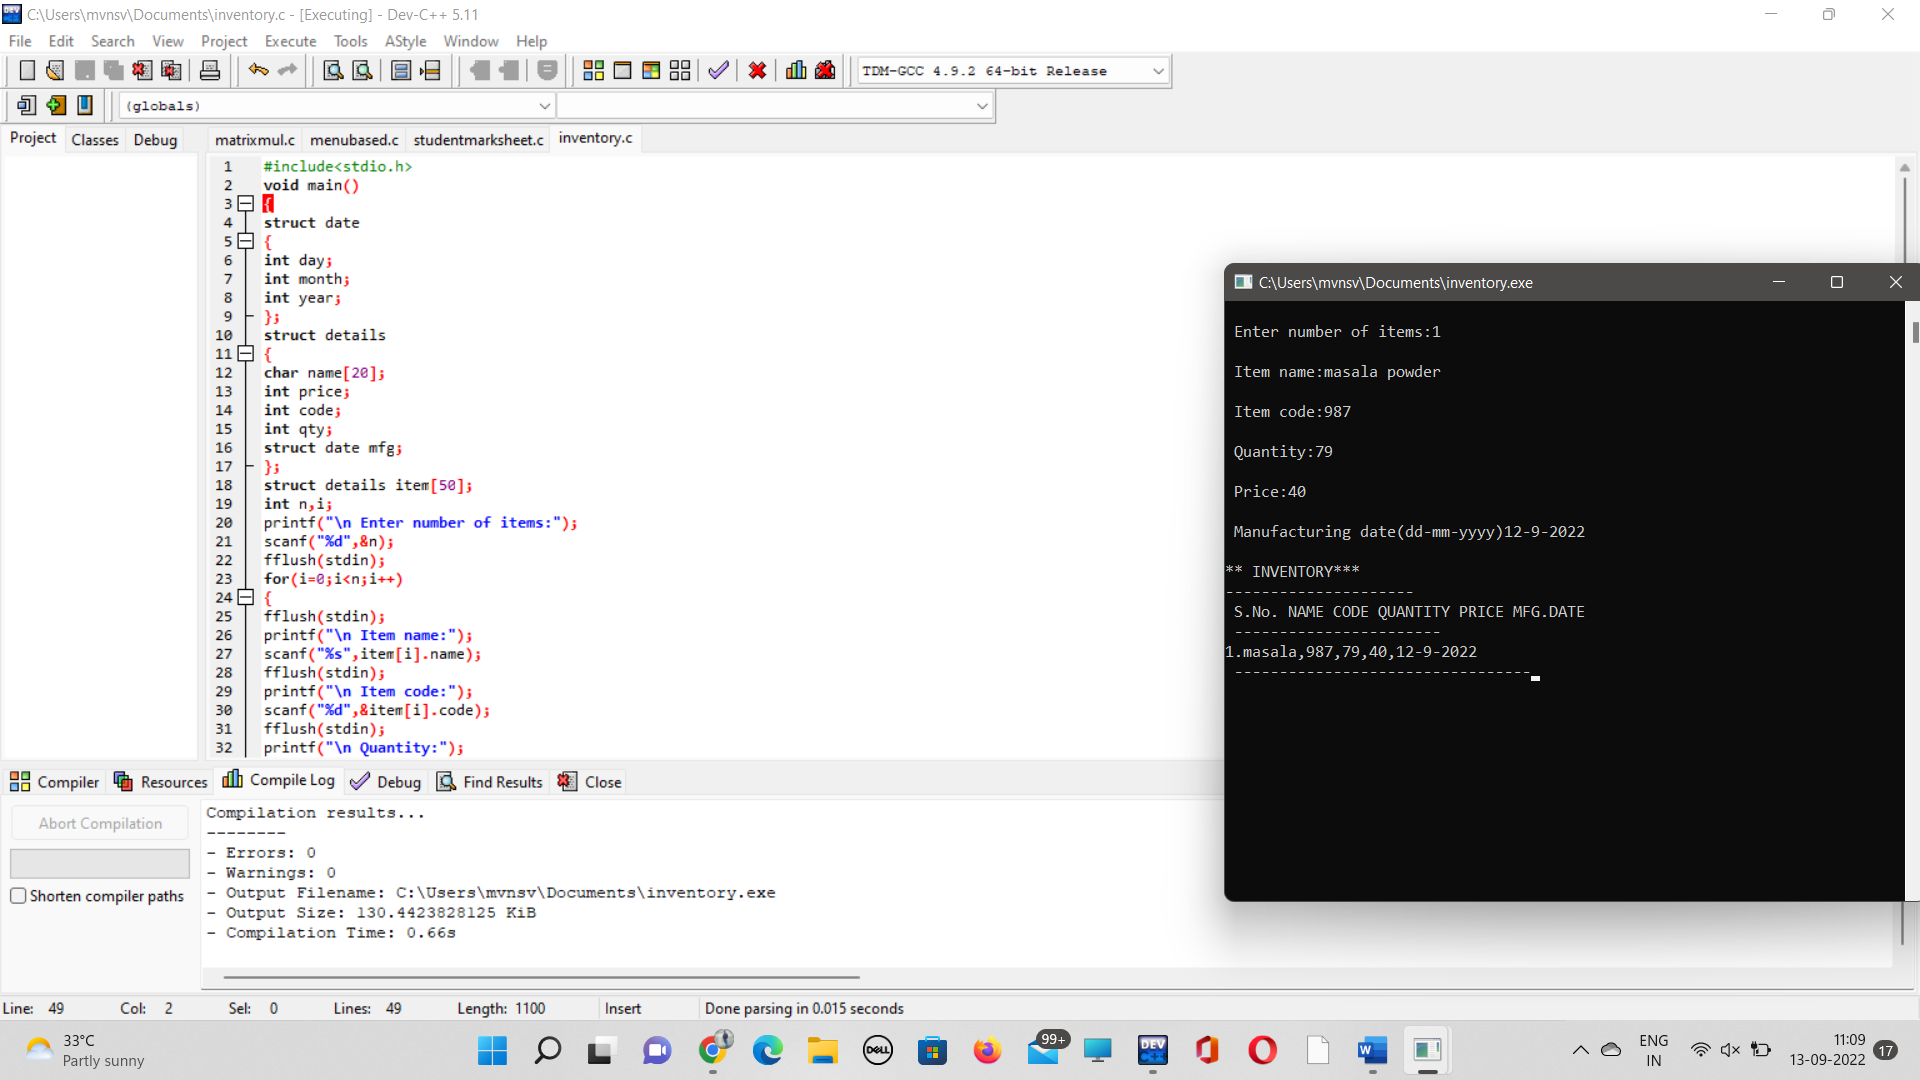 C:\Users\mvnsv\Documents\inventory.c - [Executing] - Dev-C++ 5.11
File Edit Search View Project Execute Tools AStyle Window Help
TDM-GCC 4.9.2 64-bit Release
(globals)
Project Classes Debug
matrixmul.c menubased.c studentmarksheet.c inventory.c
1 #include<stdio.h>
2 void main()
3 {
4 struct date
5 {
6 int day;
7 int month;
8 int year;
9 };
10 struct details
11 {
12 char name[20];
13 int price;
14 int code;
15 int qty;
16 struct date mfg;
17 };
18 struct details item[50];
19 int n,i;
20 printf("\n Enter number of items:");
21 scanf("%d",&n);
22 fflush(stdin);
23 for(i=0;i<n;i++)
24 {
25 fflush(stdin);
26 printf("\n Item name:");
27 scanf("%s",item[i].name);
28 fflush(stdin);
29 printf("\n Item code:");
30 scanf("%d",&item[i].code);
31 fflush(stdin);
32 printf("\n Quantity:");
C:\Users\mvnsv\Documents\inventory.exe
Enter number of items:1
Item name:masala powder
Item code:987
Quantity:79
Price:40
Manufacturing date(dd-mm-yyyy)12-9-2022
** INVENTORY***
---------------------
S.No. NAME CODE QUANTITY PRICE MFG.DATE
-----------------------
1.masala,987,79,40,12-9-2022
---------------------------------
Compiler Resources Compile Log Debug Find Results Close
Abort Compilation
Shorten compiler paths
Compilation results...
--------
- Errors: 0
- Warnings: 0
- Output Filename: C:\Users\mvnsv\Documents\inventory.exe
- Output Size: 130.4423828125 KiB
- Compilation Time: 0.66s
Line: 49 Col: 2 Sel: 0 Lines: 49 Length: 1100 Insert Done parsing in 0.015 seconds
33°C
Partly sunny
DELL
99+
DEV
C++
W
ENG
IN
11:09
13-09-2022
17